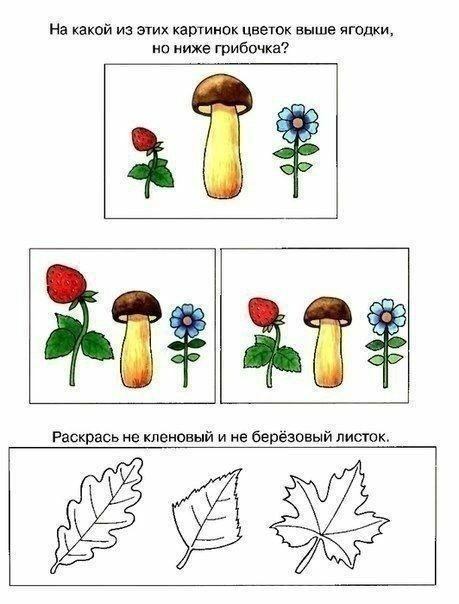 На какой из этих картинок цветок выше ягодки,
но ниже грибочка?
Раскрась не кленовый и не берёзовый листок.